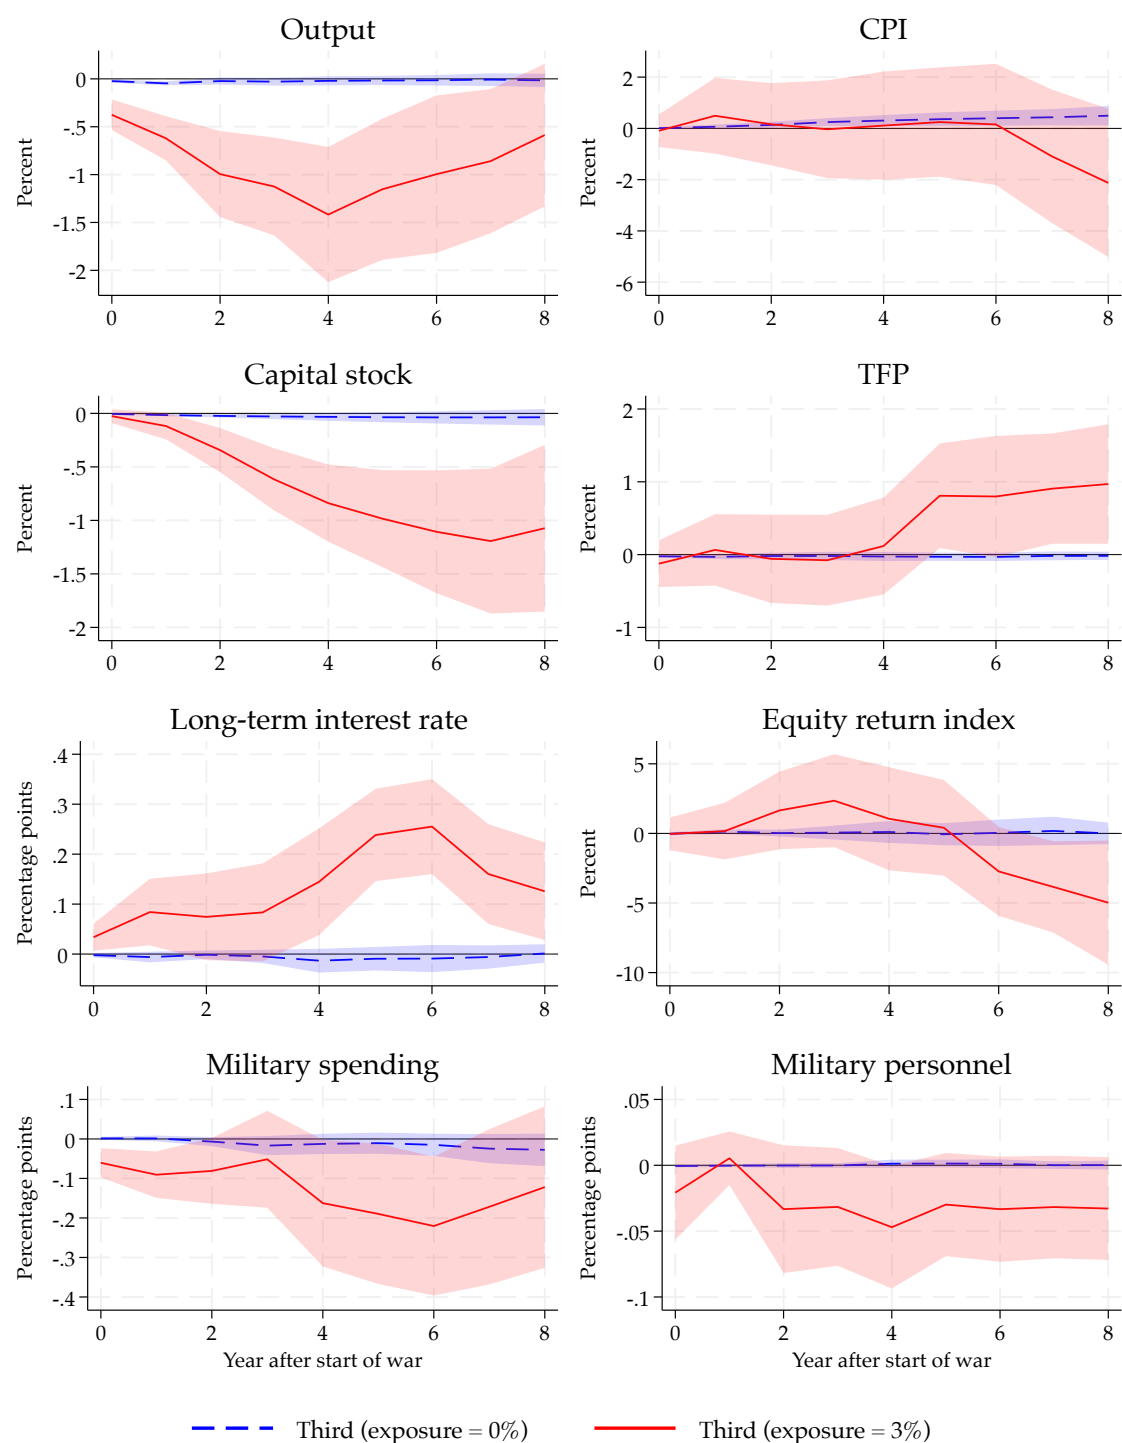 Output
Percent
0
-.5
-1
-1.5
-2
0 2 4 6 8
CPI
Percent
2
0
-2
-4
-6
0 2 4 6 8
Capital stock
Percent
0
-.5
-1
-1.5
-2
0 2 4 6 8
TFP
Percent
2
1
0
-1
0 2 4 6 8
Long-term interest rate
Percentage points
.4
.3
.2
.1
0
0 2 4 6 8
Equity return index
Percent
5
0
-5
-10
0 2 4 6 8
Military spending
Percentage points
.1
0
-.1
-.2
-.3
-.4
0 2 4 6 8
Year after start of war
Military personnel
Percentage points
.05
0
-.05
-.1
0 2 4 6 8
Year after start of war
Third (exposure = 0%)
Third (exposure = 3%)